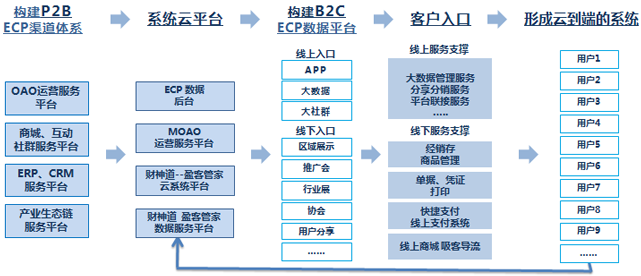 构建P2B
ECP渠道体系
系统云平台
构建B2C
ECP数据平台
客户入口
形成云到端的系统
OAO运营服务
平台
商城、互动
社群服务平台
ERP、CRM
服务平台
产业生态链
服务平台
ECP 数据
后台
MOAO
运营服务平台
财神道--盈客管家
云系统平台
财神道 盈客管家
数据服务平台
线上入口
APP
大数据
大社群
线下入口
区域展示
推广会
行业展
协会
用户分享
……
线上服务支撑
大数据管理服务
分享分销服务
平台联接服务
.....
线下服务支撑
经销存
商品管理
单据、凭证
打印
快捷支付
线上支付系统
线上商城 吸客导流
用户1
用户2
用户3
用户4
用户5
用户6
用户7
用户8
用户9
……